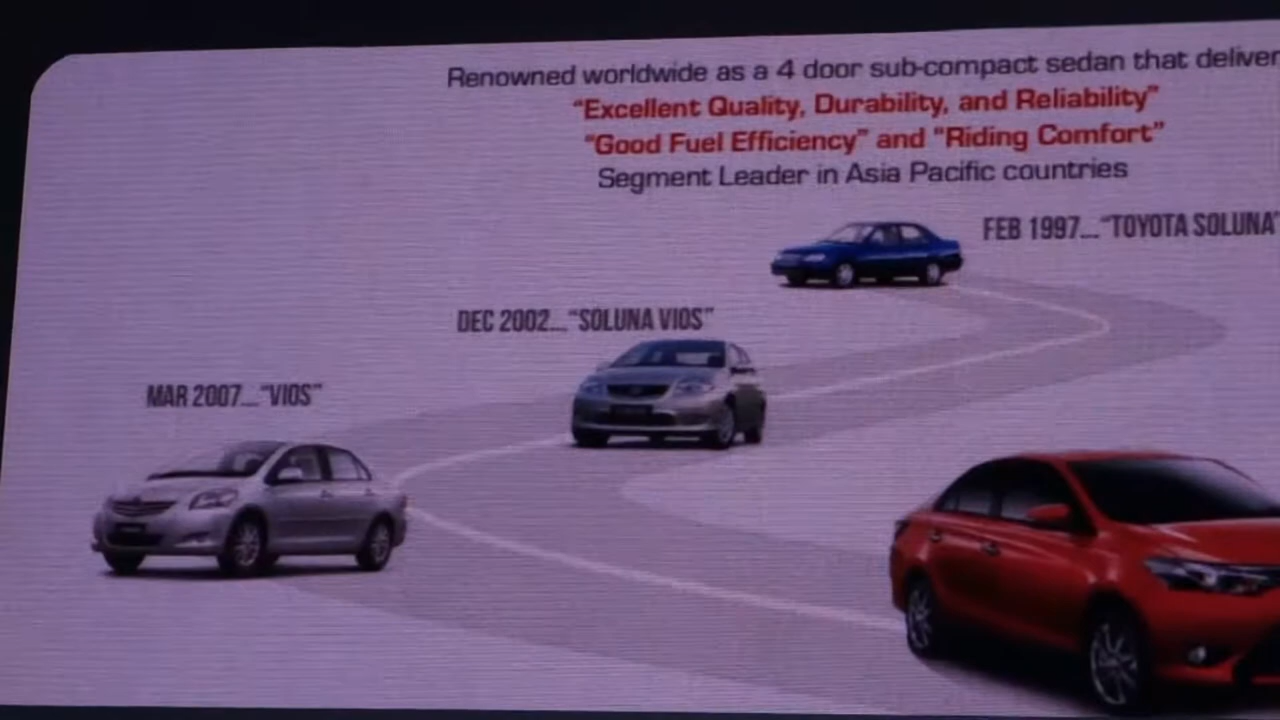 Renowned worldwide as a 4 door sub-compact sedan that deliver
“Excellent Quality, Durability, and Reliability”
“Good Fuel Efficiency” and “Riding Comfort”
Segment Leader in Asia Pacific countries
FEB 1997...“TOYOTA SOLUNA”
DEC 2002...“SOLUNA VIOS”
MAR 2007...“VIOS”